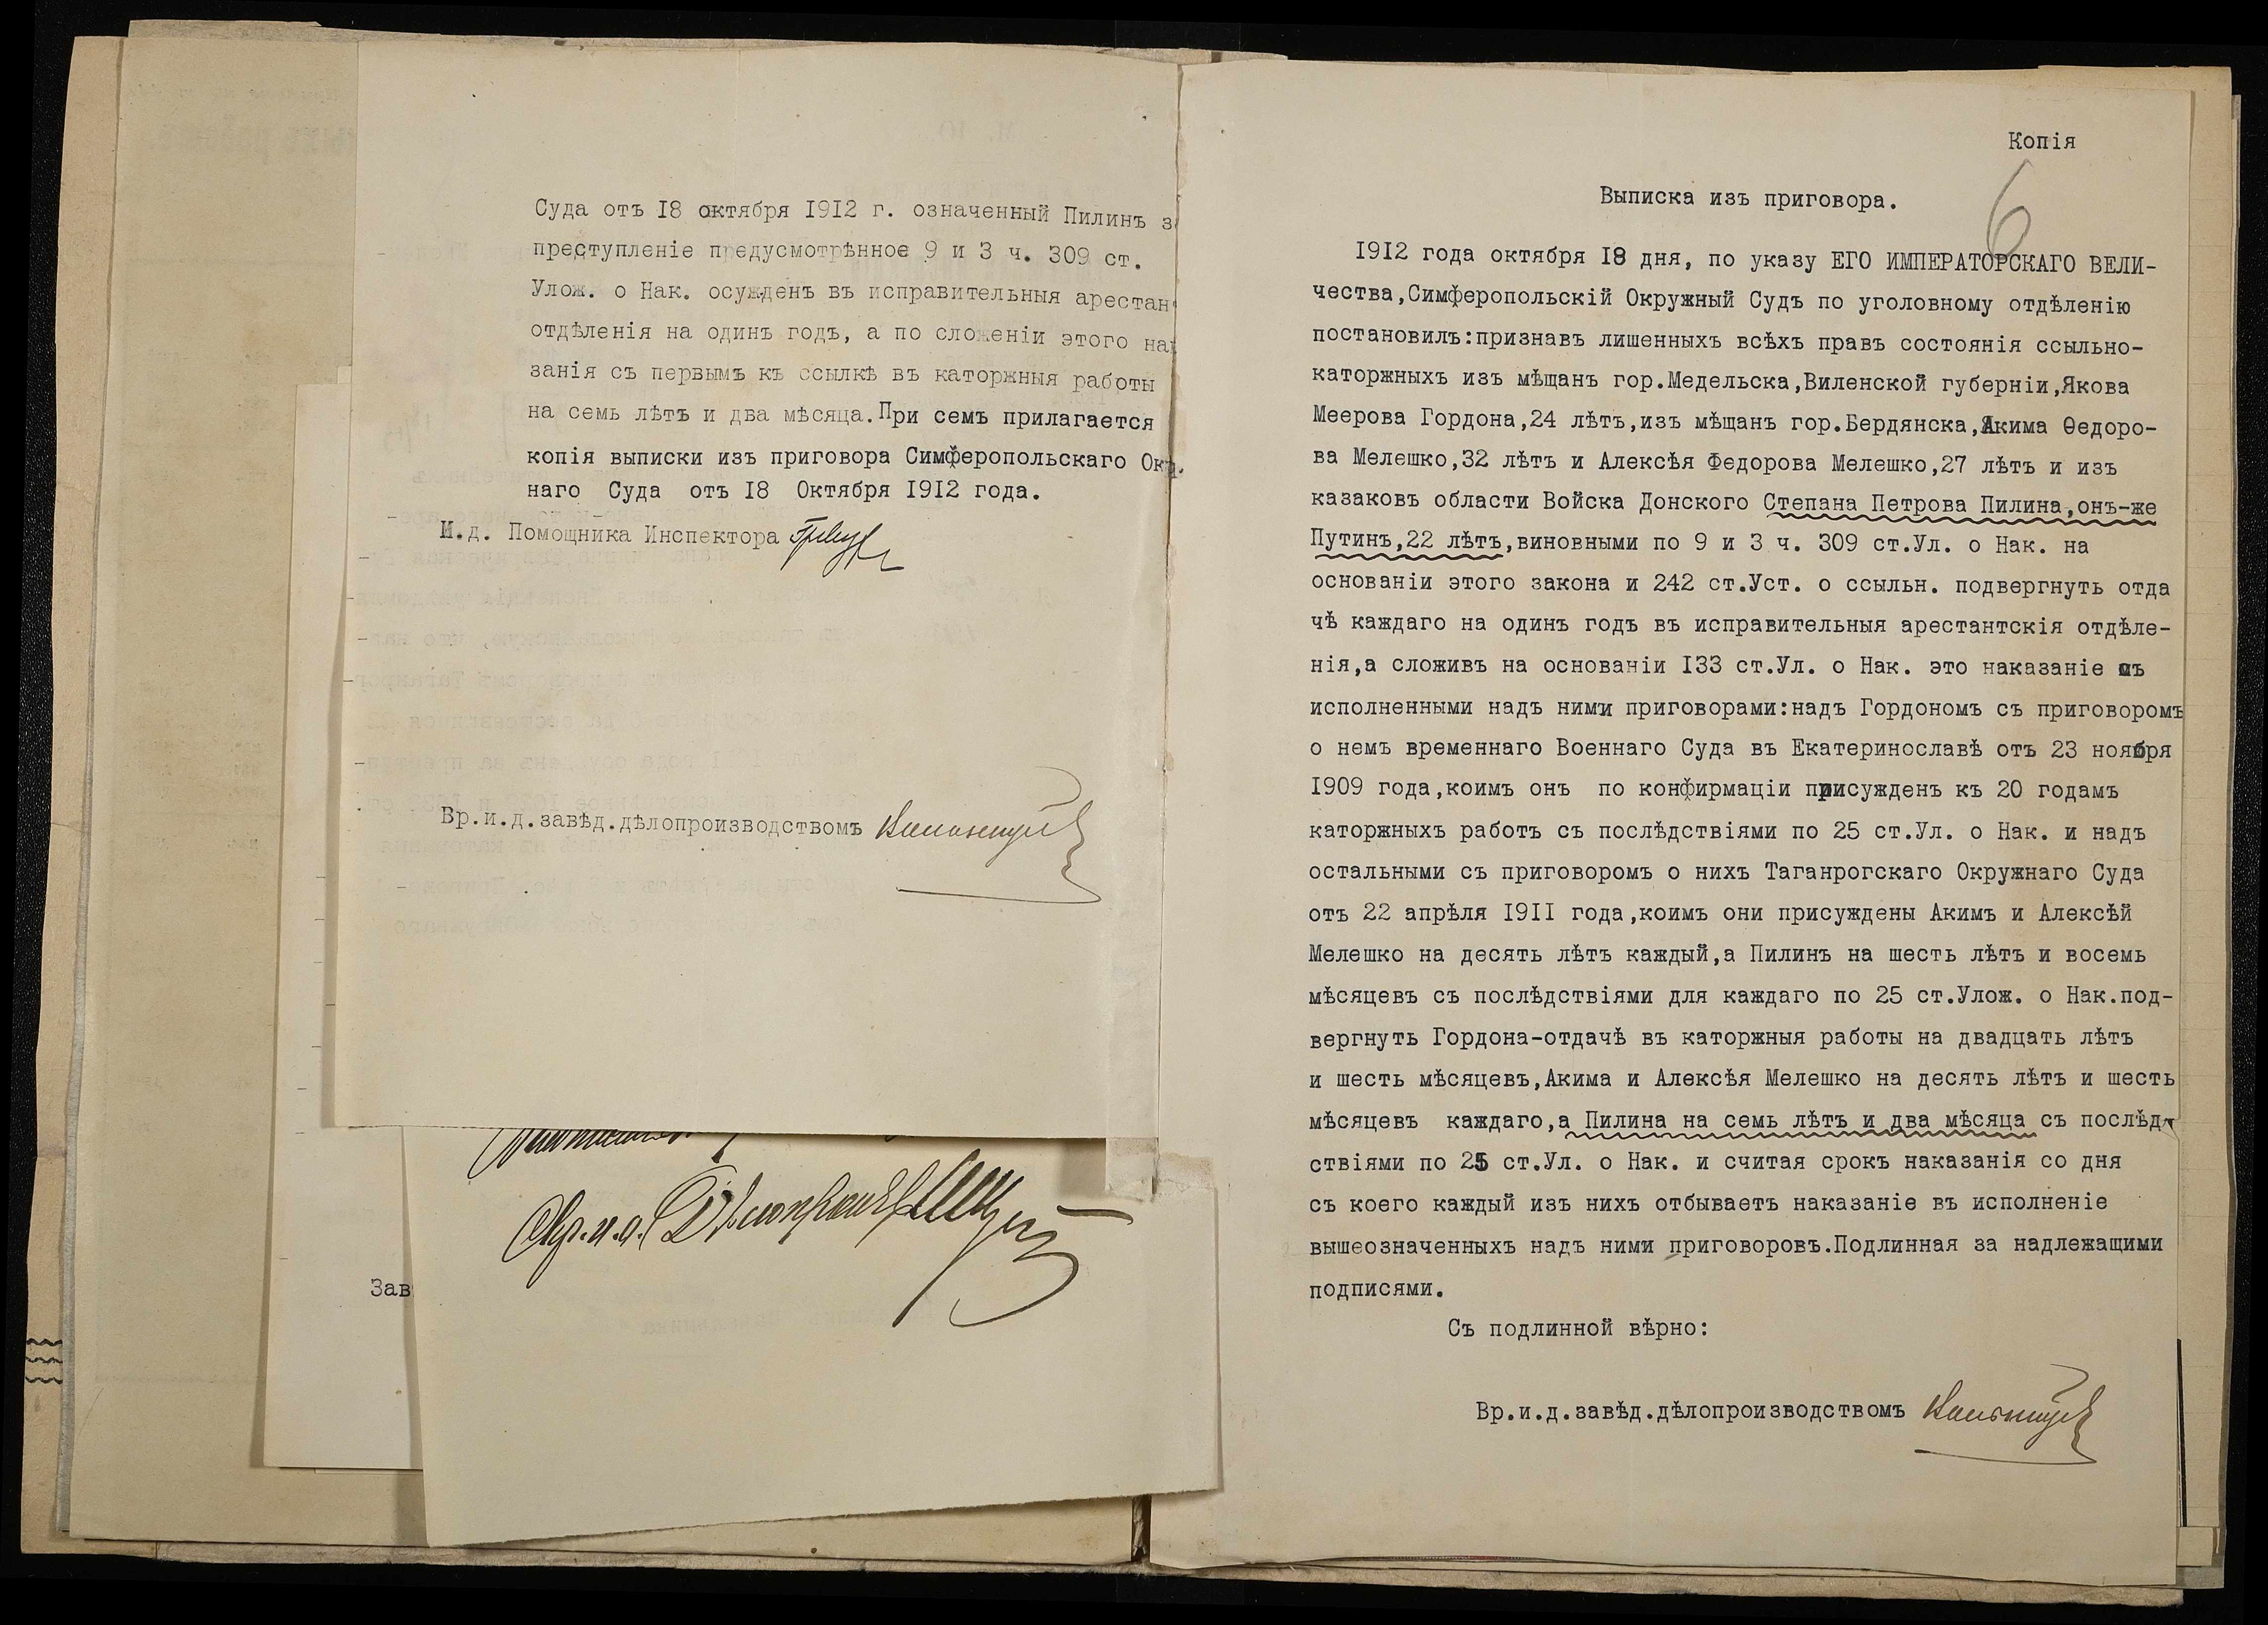 Суда отъ I8 октября I9I2 г. означенный Пилинъ за
преступленіе предусмотрѣнное 9 и 3 ч. 309 ст.
Улож. о Нак. осужденъ въ исправительныя арестан
отдѣленія на одинъ годъ, а по сложеніи этого нак
занія съ первымъ къ ссылкѣ въ каторжныя работы
на семь лѣтъ и два мѣсяца.При семъ прилагается
копія выписки изъ приговора Симферопольскаго Окр.
наго Суда отъ I8 Октября I9I2 года.
И.д. Помощника Инспектора
Вр.и.д.завѣд.дѣлопроизводствомъ
Зав
Копія
6
Выписка изъ приговора.
I9I2 года октября I8 дня, по указу ЕГО ИМПЕРАТОРСКАГО ВЕЛИ-
чества,Симферопольскій Окружный Судъ по уголовному отдѣленію
постановилъ:признавъ лишенныхъ всѣхъ правъ состоянія ссыльно-
каторжныхъ изъ мѣщанъ гор.Медельска,Виленской губерніи,Якова
Меерова Гордона,24 лѣтъ,изъ мѣщанъ гор.Бердянска,Акима Ѳедоро-
ва Мелешко,32 лѣтъ и Алексѣя Федорова Мелешко,27 лѣтъ и изъ
казаковъ области Войска Донского Степана Петрова Пилина,онъ-же
Путинъ,22 лѣтъ,виновными по 9 и 3 ч. 309 ст.Ул. о Нак. на
основаніи этого закона и 242 ст.Уст. о ссыльн. подвергнуть отда
чѣ каждаго на одинъ годъ въ исправительныя арестантскія отдѣле-
нія,а сложивъ на основаніи I33 ст.Ул. о Нак. это наказаніе съ
исполненными надъ ними приговорами:надъ Гордономъ съ приговоромъ
о немъ временнаго Военнаго Суда въ Екатеринославѣ отъ 23 ноября
I909 года,коимъ онъ по конфирмаціи присужденъ къ 20 годамъ
каторжныхъ работъ съ послѣдствіями по 25 ст.Ул. о Нак. и надъ
остальными съ приговоромъ о нихъ Таганрогскаго Окружнаго Суда
отъ 22 апрѣля I9II года,коимъ они присуждены Акимъ и Алексѣй
Мелешко на десять лѣтъ каждый,а Пилинъ на шесть лѣтъ и восемь
мѣсяцевъ съ послѣдствіями для каждаго по 25 ст.Улож. о Нак.под-
вергнуть Гордона-отдачѣ въ каторжныя работы на двадцать лѣтъ
и шесть мѣсяцевъ,Акима и Алексѣя Мелешко на десять лѣтъ и шесть
мѣсяцевъ каждаго,а Пилина на семь лѣтъ и два мѣсяца съ послѣд-
ствіями по 25 ст.Ул. о Нак. и считая срокъ наказанія со дня
съ коего каждый изъ нихъ отбываетъ наказаніе въ исполненіе
вышеозначенныхъ надъ ними приговоровъ.Подлинная за надлежащими
подписями.
Съ подлинной вѣрно:
Вр.и.д.завѣд.дѣлопроизводствомъ